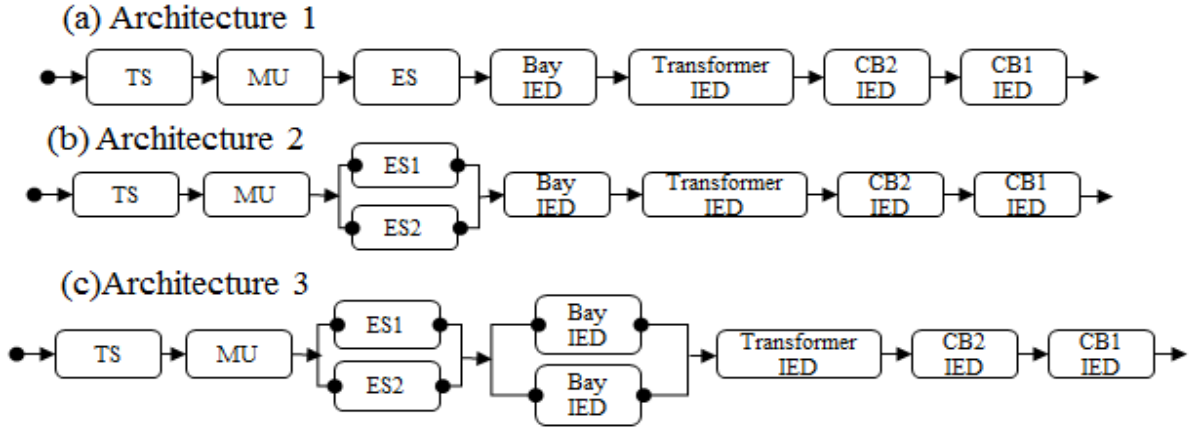 (a) Architecture 1
TS
MU
ES
Bay
IED
Transformer
IED
CB2
IED
CB1
IED
(b) Architecture 2
TS
MU
ES1
ES2
Bay
IED
Transformer
IED
CB2
IED
CB1
IED
(c)Architecture 3
TS
MU
ES1
ES2
Bay
IED
Bay
IED
Transformer
IED
CB2
IED
CB1
IED